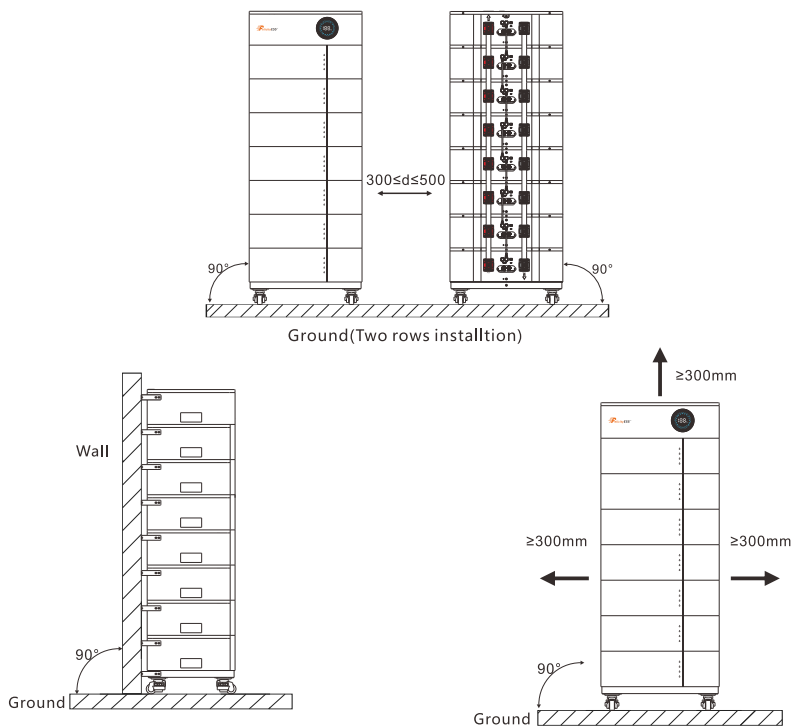 300≤d≤500
90°
90°
Ground(Two rows installtion)
≥300mm
Wall
≥300mm
≥300mm
90°
90°
Ground
Ground